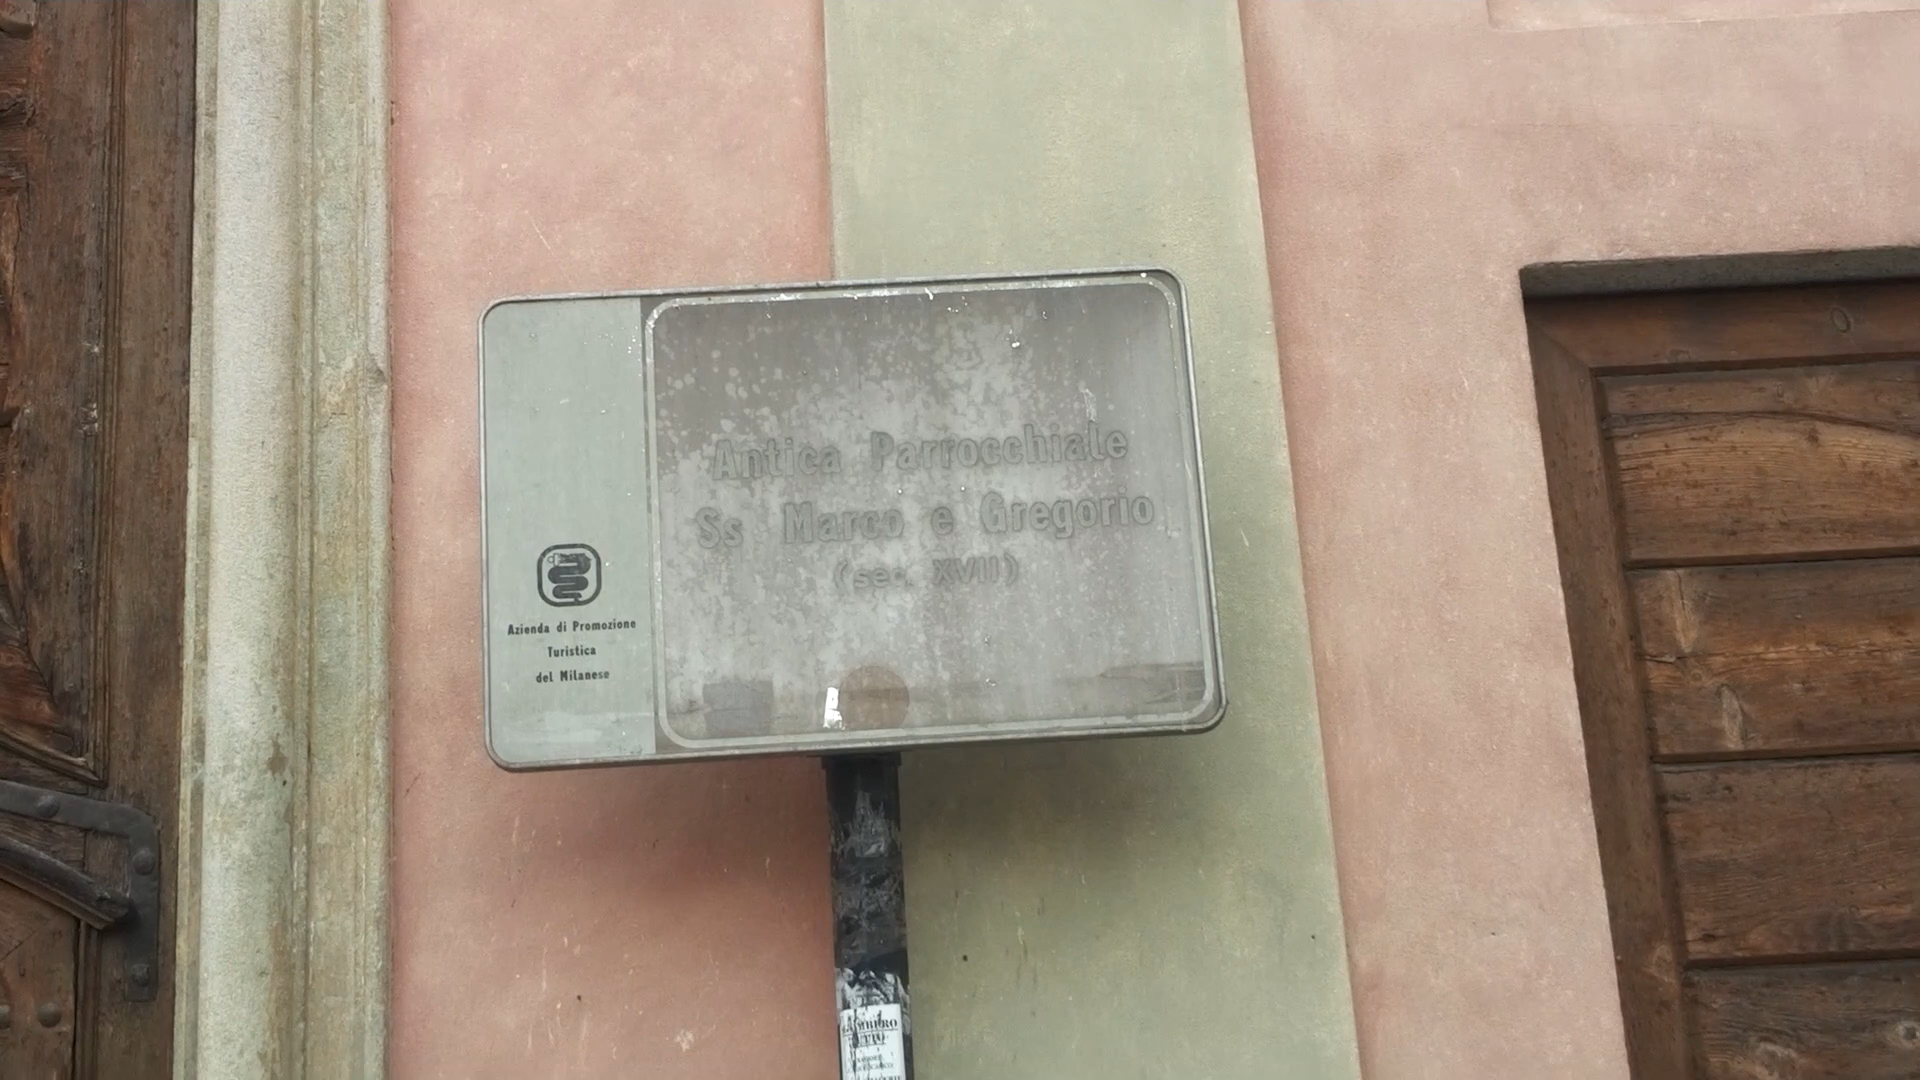 Antica Parrocchiale
Ss Marco e Gregorio
(sec. XVII)
Azienda di Promozione
Turistica
del Milanese